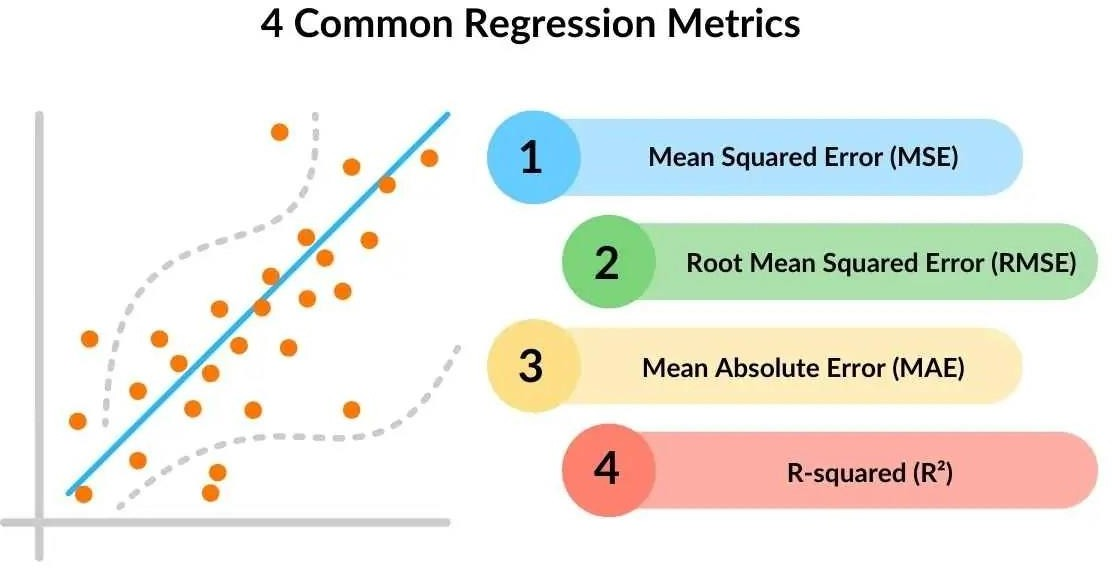 4 Common Regression Metrics
1
Mean Squared Error (MSE)
2
Root Mean Squared Error (RMSE)
3
Mean Absolute Error (MAE)
4
R-squared (R²)